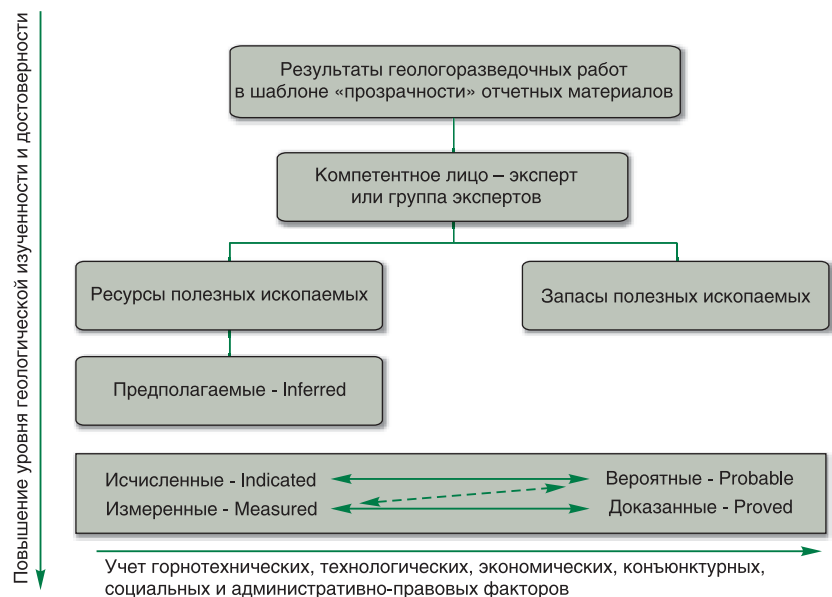 Повышение уровня геологической изученности и достоверности
Результаты геологоразведочных работ
в шаблоне «прозрачности» отчетных материалов
Компетентное лицо – эксперт
или группа экспертов
Ресурсы полезных ископаемых
Запасы полезных ископаемых
Предполагаемые - Inferred
Исчисленные - Indicated
Вероятные - Probable
Измеренные - Measured
Доказанные - Proved
Учет горнотехнических, технологических, экономических, конъюнктурных,
социальных и административно-правовых факторов